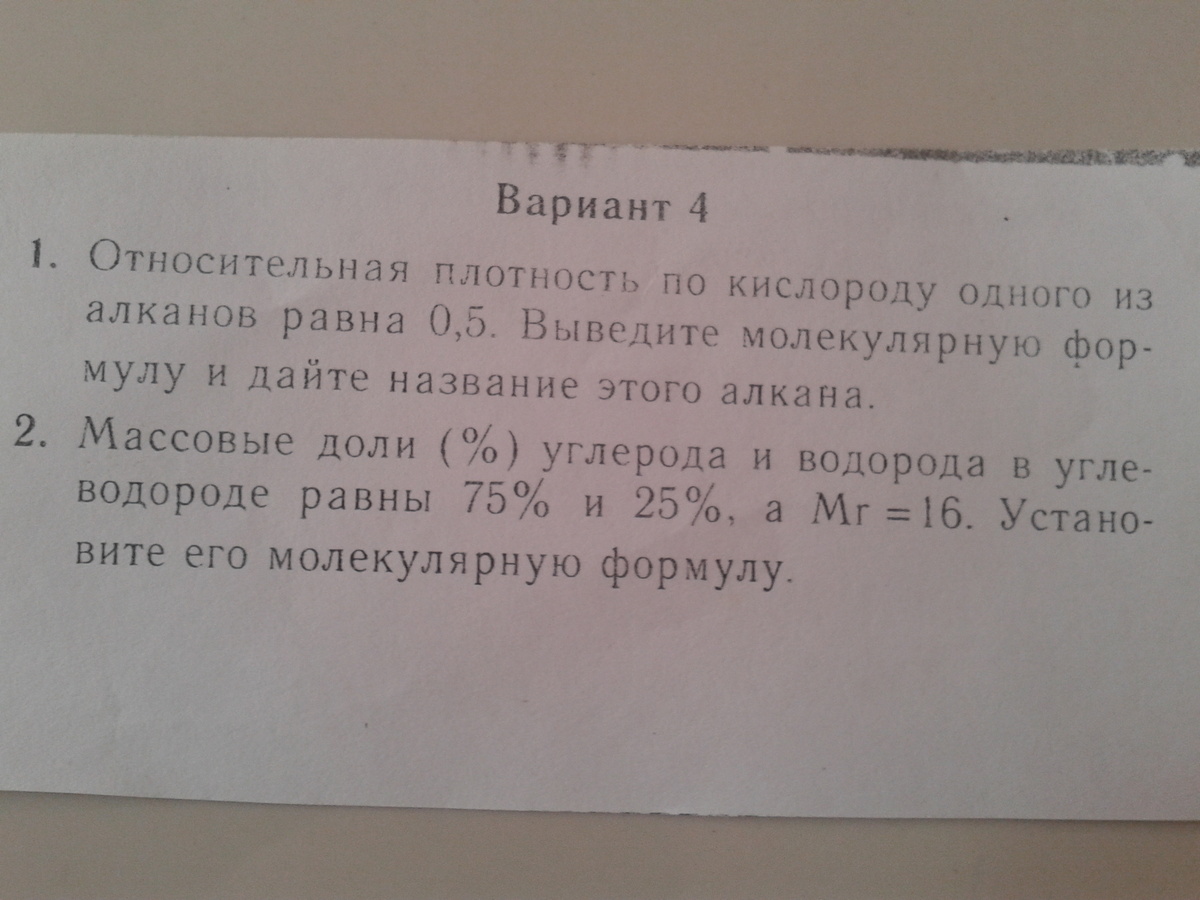 Вариант 4
1. Относительная плотность по кислороду одного из
алканов равна 0,5. Выведите молекулярную фор-
мулу и дайте название этого алкана.
2. Массовые доли (%) углерода и водорода в угле-
водороде равны 75% и 25%, а Mr = 16. Устано-
вите его молекулярную формулу.